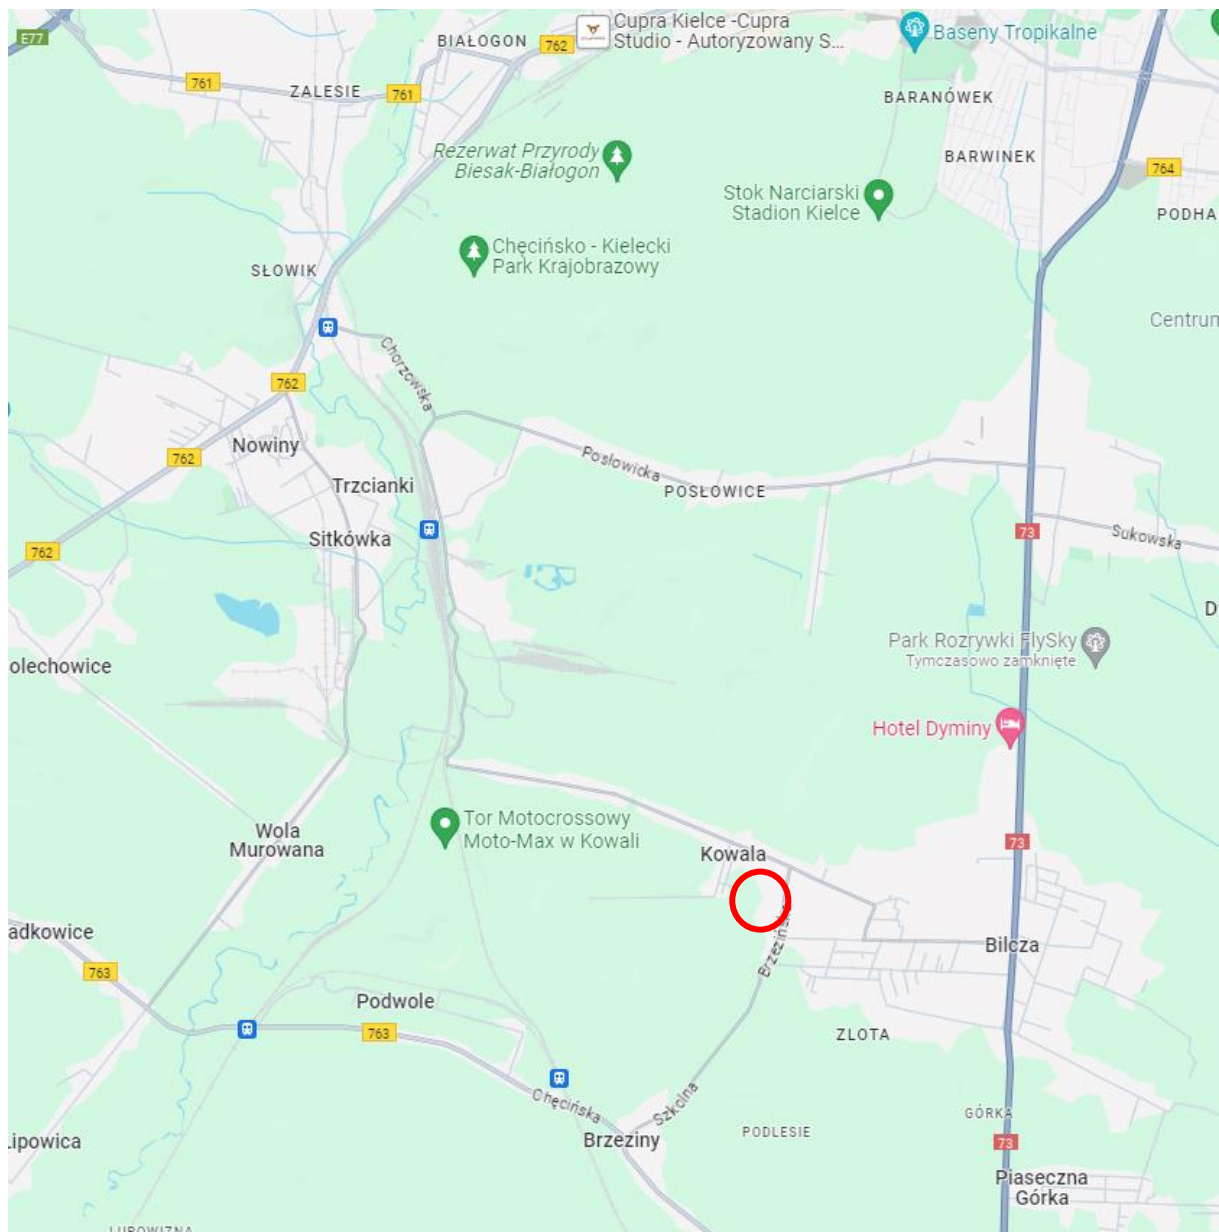 E77
BIAŁOGON
762
Cupra Kielce -Cupra
Studio - Autoryzowany S...
Baseny Tropikalne
761
ZALESIE
761
BARANÓWEK
Rezerwat Przyrody
Biesak-Białogon
BARWINEK
764
Stok Narciarski
Stadion Kielce
PODHA
Chęcińsko - Kielecki
Park Krajobrazowy
SŁOWIK
Centrum
Chorzowska
762
Nowiny
762
Posłowicka
POSŁOWICE
Trzcianki
Sitkówka
73
Sukowska
762
D
Park Rozrywki FlySky
Tymczasowo zamknięte
olechowice
Hotel Dyminy
Tor Motocrossowy
Moto-Max w Kowali
Wola
Murowana
73
Kowala
adkowice
Brzezińska
Bilcza
763
Podwole
763
ZLOTA
Chęcińska
Szkolna
GÓRKA
Lipowica
Brzeziny
PODLESIE
73
Piaseczna
Górka